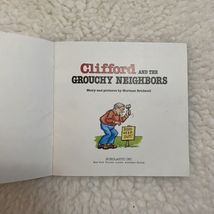 Clifford AND THE
GROUCHY NEIGHBORS
Story and pictures by Norman Bridwell
SCHOLASTIC INC.